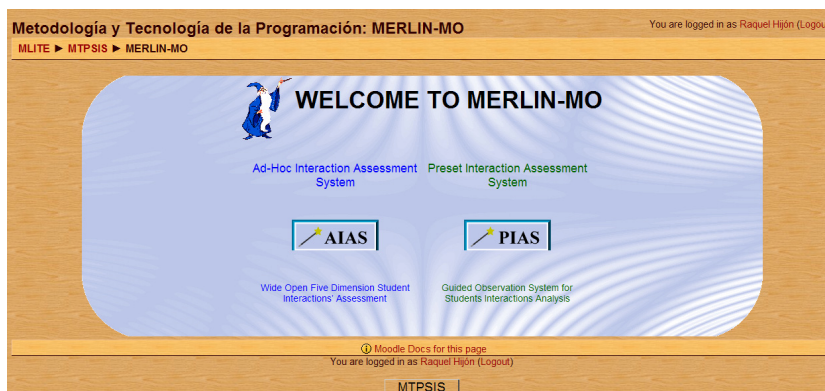 Metodología y Tecnología de la Programación: MERLIN-MO
You are logged in as Raquel Hijón (Logou
MLITE ► MTPSIS ► MERLIN-MO
WELCOME TO MERLIN-MO
Ad-Hoc Interaction Assessment
System
Preset Interaction Assessment
System
AIAS
PIAS
Wide Open Five Dimension Student
Interactions' Assessment
Guided Observation System for
Students Interactions Analysis
Moodle Docs for this page
You are logged in as Raquel Hijón (Logout)
MTPSIS